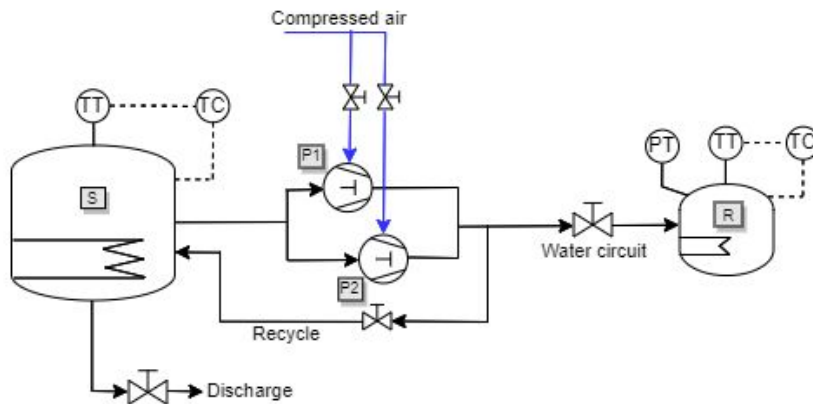 Compressed air
TT
TC
P1
PT
TT
TC
S
R
Water circuit
P2
Recycle
Discharge